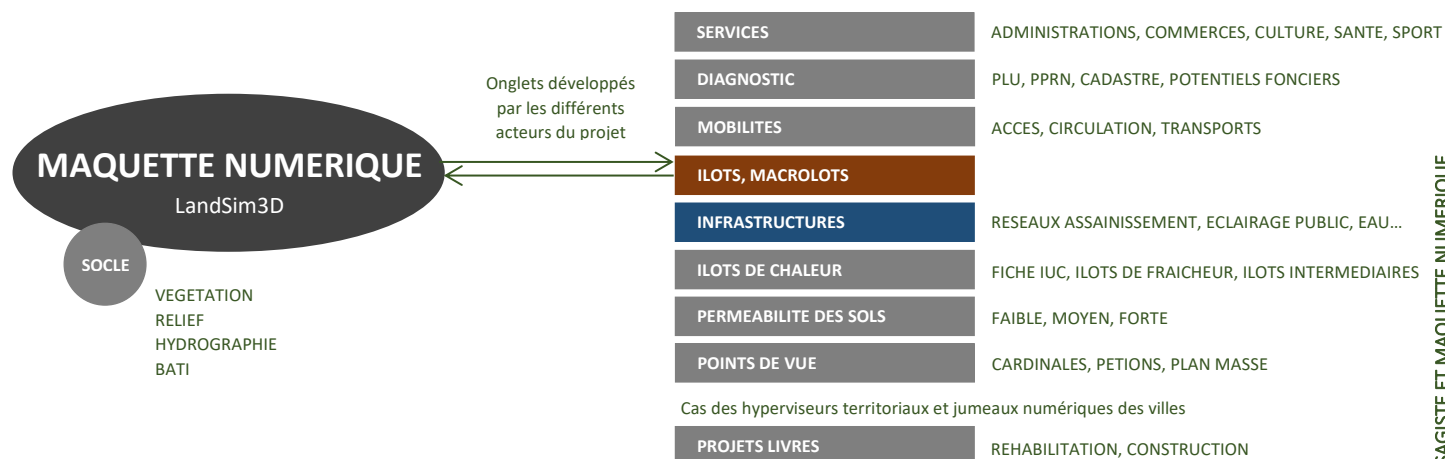 SERVICES
ADMINISTRATIONS, COMMERCES, CULTURE, SANTE, SPORT
Onglets développés
par les différents
acteurs du projet
DIAGNOSTIC
PLU, PPRN, CADASTRE, POTENTIELS FONCIERS
MOBILITES
ACCES, CIRCULATION, TRANSPORTS
MAQUETTE NUMERIQUE
LandSim3D
ILOTS, MACROLOTS
INFRASTRUCTURES
RESEAUX ASSAINISSEMENT, ECLAIRAGE PUBLIC, EAU...
SOCLE
VEGETATION
RELIEF
HYDROGRAPHIE
BATI
ILOTS DE CHALEUR
FICHE IUC, ILOTS DE FRAICHEUR, ILOTS INTERMEDIAIRES
PERMEABILITE DES SOLS
FAIBLE, MOYEN, FORTE
POINTS DE VUE
CARDINALES, PETIONS, PLAN MASSE
Cas des hyperviseurs territoriaux et jumeaux numériques des villes
PROJETS LIVRES
REHABILITATION, CONSTRUCTION
SAGISTE ET MAQUETTE NUMERIQUE